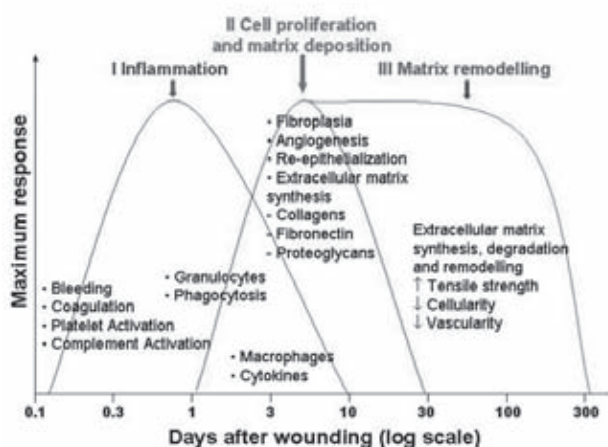 II Cell proliferation
and matrix deposition
I Inflammation
III Matrix remodelling
Maximum response
• Bleeding
• Coagulation
• Platelet Activation
• Complement Activation
• Granulocytes
• Phagocytosis
• Macrophages
• Cytokines
• Fibroplasia
• Angiogenesis
• Re-epithelialization
• Extracellular matrix
synthesis
- Collagens
- Fibronectin
- Proteoglycans
Extracellular matrix
synthesis, degradation
and remodelling
↑ Tensile strength
↓ Cellularity
↓ Vascularity
0.1 0.3 1 3 10 30 100 300
Days after wounding (log scale)